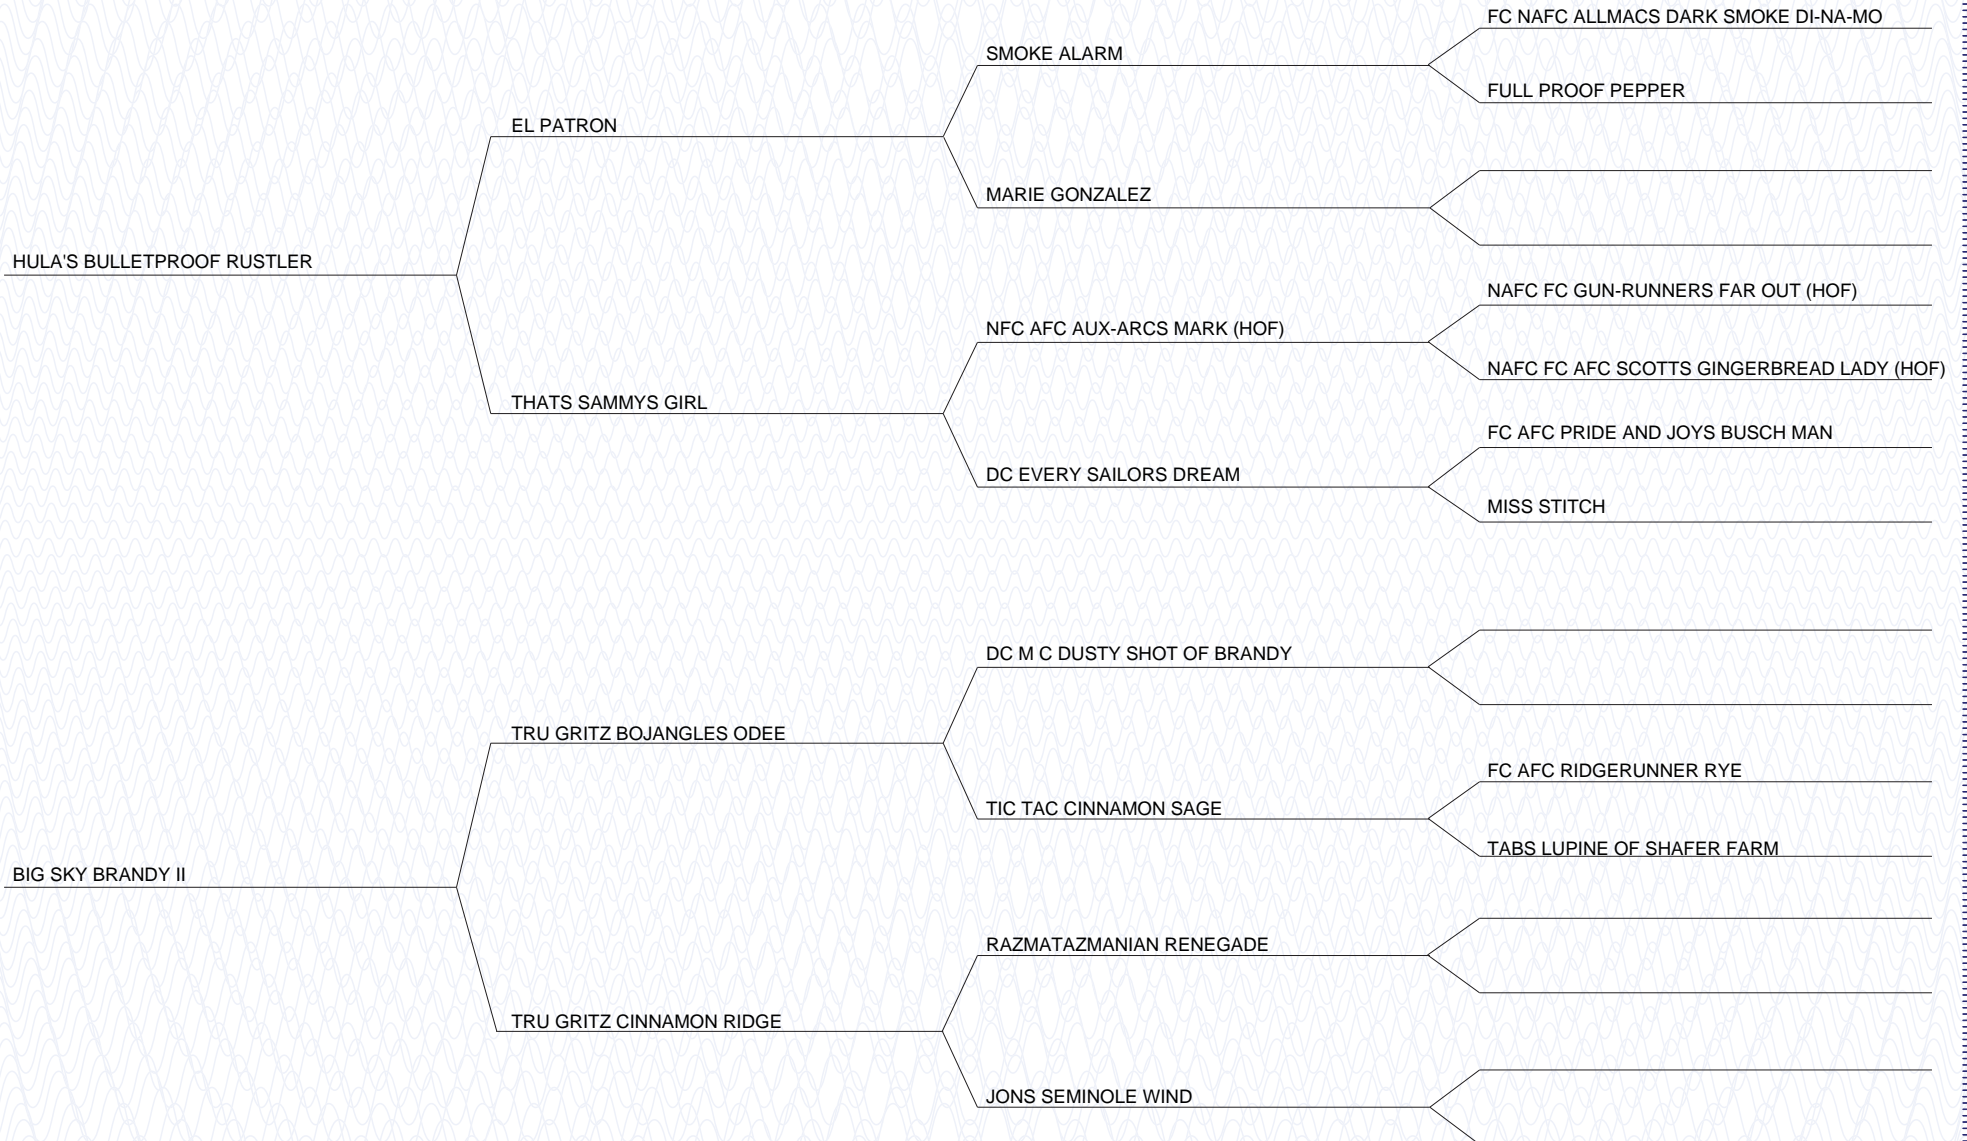 FC NAFC ALLMACS DARK SMOKE DI-NA-MO
SMOKE ALARM
FULL PROOF PEPPER
EL PATRON
MARIE GONZALEZ
HULA'S BULLETPROOF RUSTLER
NAFC FC GUN-RUNNERS FAR OUT (HOF)
NFC AFC AUX-ARCS MARK (HOF)
NAFC FC AFC SCOTTS GINGERBREAD LADY (HOF)
THATS SAMMYS GIRL
FC AFC PRIDE AND JOYS BUSCH MAN
DC EVERY SAILORS DREAM
MISS STITCH
DC M C DUSTY SHOT OF BRANDY
TRU GRITZ BOJANGLES ODEE
FC AFC RIDGERUNNER RYE
TIC TAC CINNAMON SAGE
TABS LUPINE OF SHAFER FARM
BIG SKY BRANDY II
RAZMATAZMANIAN RENEGADE
TRU GRITZ CINNAMON RIDGE
JONS SEMINOLE WIND